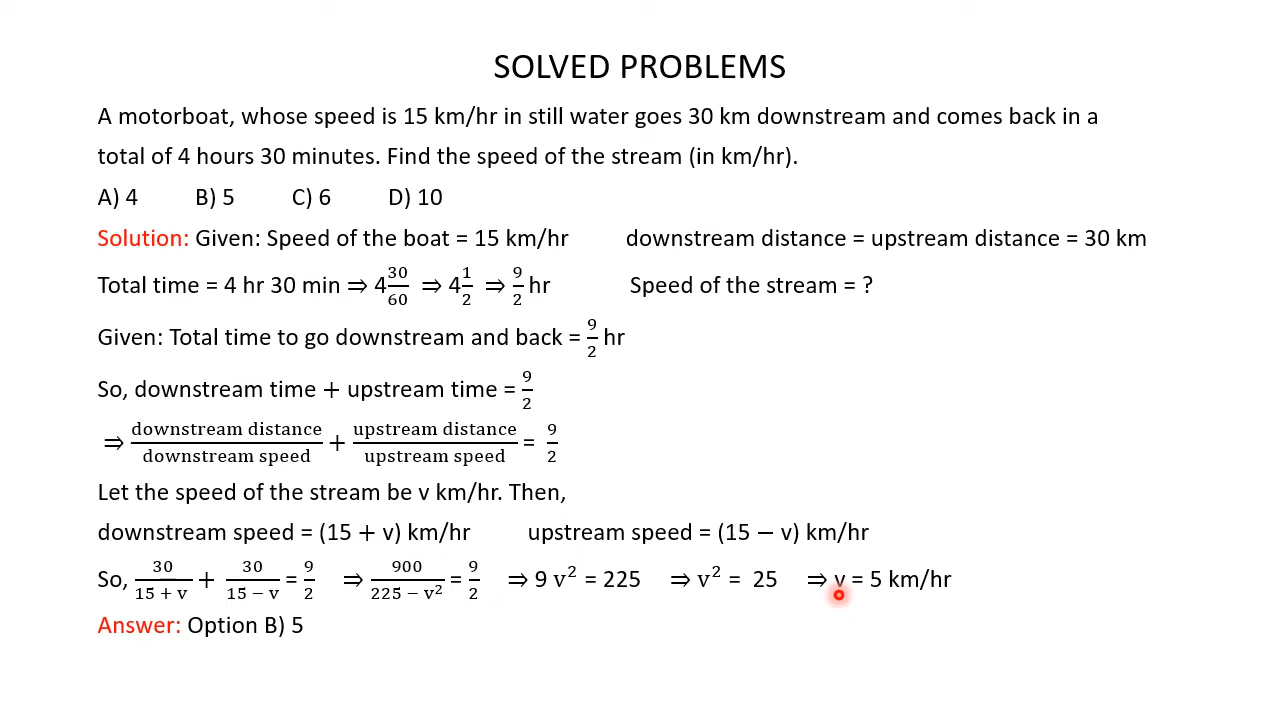 SOLVED PROBLEMS
A motorboat, whose speed is 15 km/hr in still water goes 30 km downstream and comes back in a
total of 4 hours 30 minutes. Find the speed of the stream (in km/hr).
A) 4 B) 5 C) 6 D) 10
Solution: Given: Speed of the boat = 15 km/hr downstream distance = upstream distance = 30 km
Total time = 4 hr 30 min ⇒ 4 30/60 ⇒ 4 1/2 ⇒ 9/2 hr Speed of the stream = ?
Given: Total time to go downstream and back = 9/2 hr
So, downstream time + upstream time = 9/2
⇒ downstream distance/downstream speed + upstream distance/upstream speed = 9/2
Let the speed of the stream be v km/hr. Then,
downstream speed = (15 + v) km/hr upstream speed = (15 − v) km/hr
So, 30/(15 + v) + 30/(15 − v) = 9/2 ⇒ 900/(225 − v²) = 9/2 ⇒ 9 v² = 225 ⇒ v² = 25 ⇒ v = 5 km/hr
Answer: Option B) 5